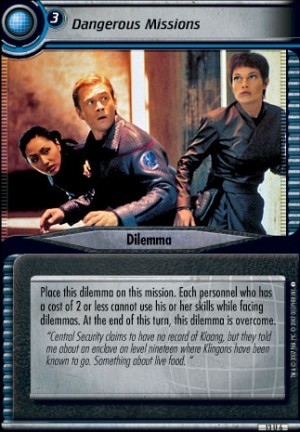 3
Dangerous Missions
Dilemma
Place this dilemma on this mission. Each personnel who has
a cost of 2 or less cannot use his or her skills while facing
dilemmas. At the end of this turn, this dilemma is overcome.
"Central Security claims to have no record of Klaang, but they told
me about an enclave on level nineteen where Klingons have been
known to go. Something about live food."
13 U 6